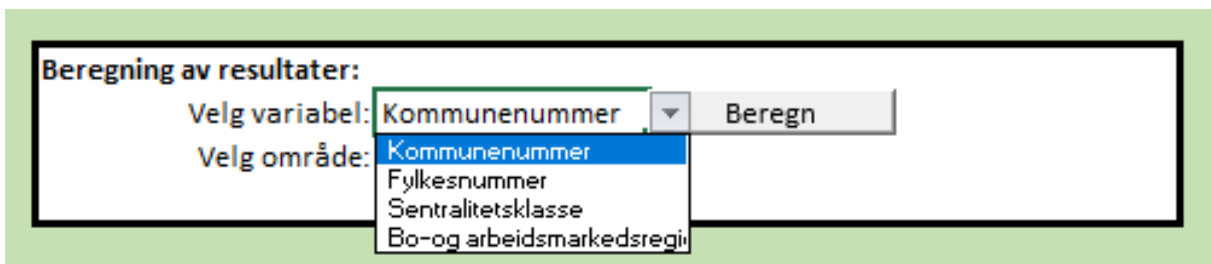 Beregning av resultater:
Velg variabel: Kommunenummer Beregn
Velg område: Kommunenummer
Fylkesnummer
Sentralitetsklasse
Bo-og arbeidsmarkedsregi